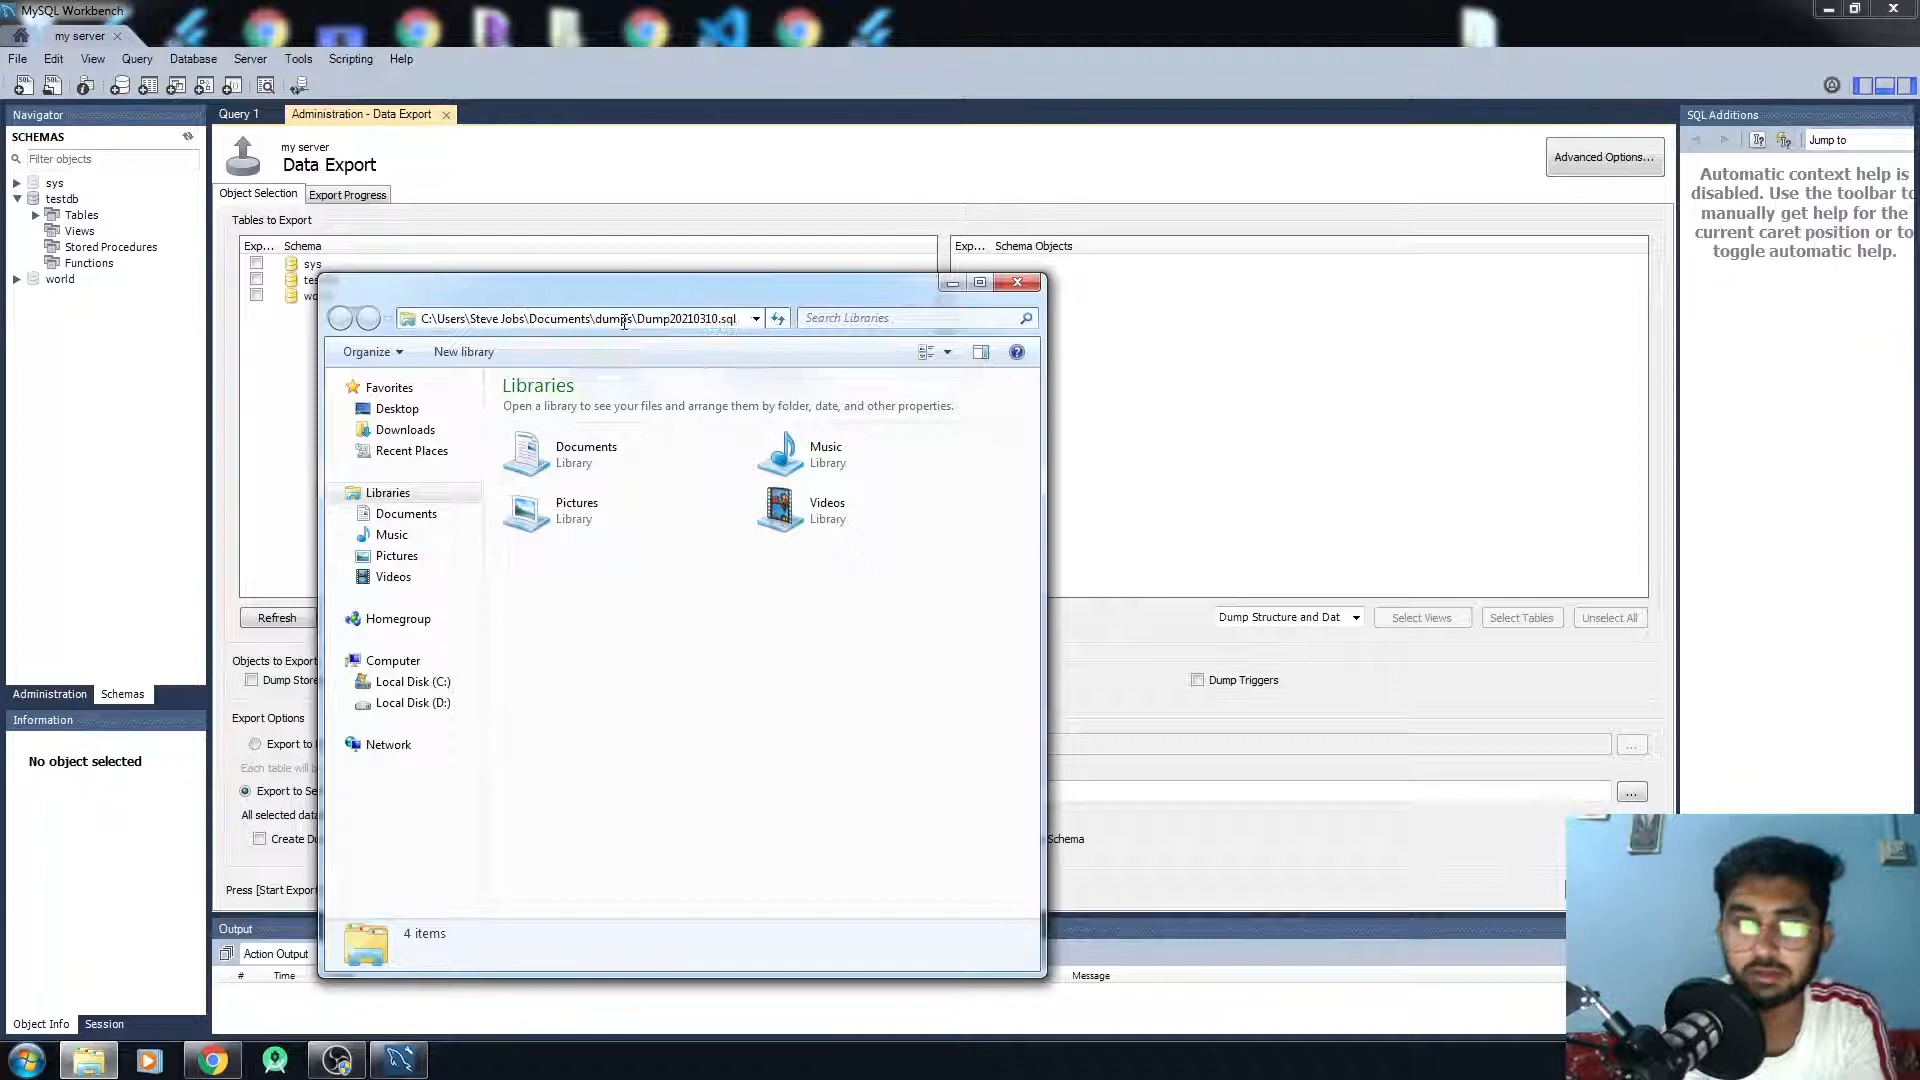 MySQL Workbench
my server
File Edit View Query Database Server Tools Scripting Help
Navigator
SCHEMAS
Filter objects
sys
testdb
Tables
Views
Stored Procedures
Functions
world
Administration Schemas
Information
No object selected
Object Info Session
Query 1 Administration - Data Export
my server
Data Export
Advanced Options...
Object Selection Export Progress
Tables to Export
Exp... Schema
sys
Exp... Schema Objects
C:\Users\Steve Jobs\Documents\dumps\Dump20210310.sql
Search Libraries
Organize New library
Favorites
Desktop
Downloads
Recent Places
Libraries
Documents
Music
Pictures
Videos
Homegroup
Computer
Local Disk (C:)
Local Disk (D:)
Network
Libraries
Open a library to see your files and arrange them by folder, date, and other properties.
Documents
Library
Music
Library
Pictures
Library
Videos
Library
4 items
Refresh
Dump Structure and Dat Select Views Select Tables Unselect All
Objects to Export
Dump Store
Dump Triggers
Export Options
Export to
Each table will
...
Export to Se
...
All selected data
Create Du
Schema
Press [Start Export
Output
Action Output
# Time Message
SQL Additions
Jump to
Automatic context help is
disabled. Use the toolbar to
manually get help for the
current caret position or to
toggle automatic help.